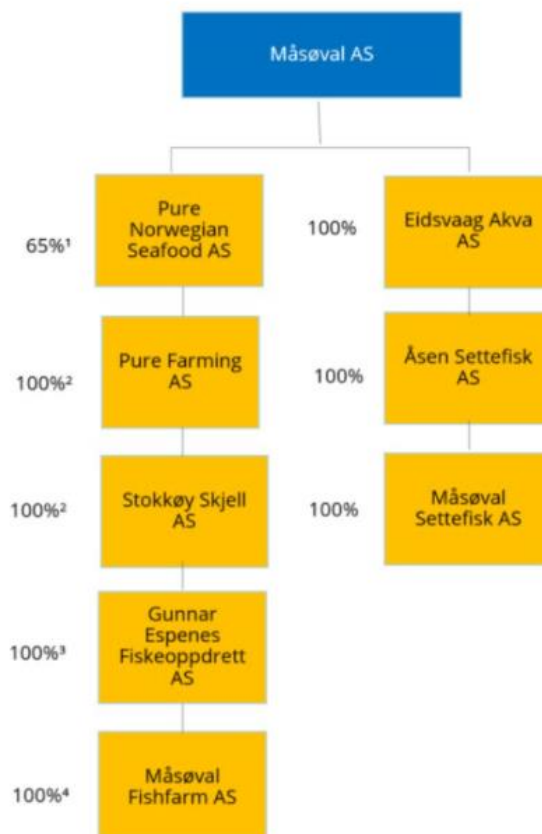 Måsøval AS
Pure
Norwegian
Seafood AS
65%¹
100%
Eidsvaag Akva
AS
Pure Farming
AS
100%²
100%
Åsen Settefisk
AS
Stokkøy Skjell
AS
100%²
100%
Måsøval
Settefisk AS
Gunnar
Espenes
Fiskeoppdrett
AS
100%³
Måsøval
Fishfarm AS
100%⁴